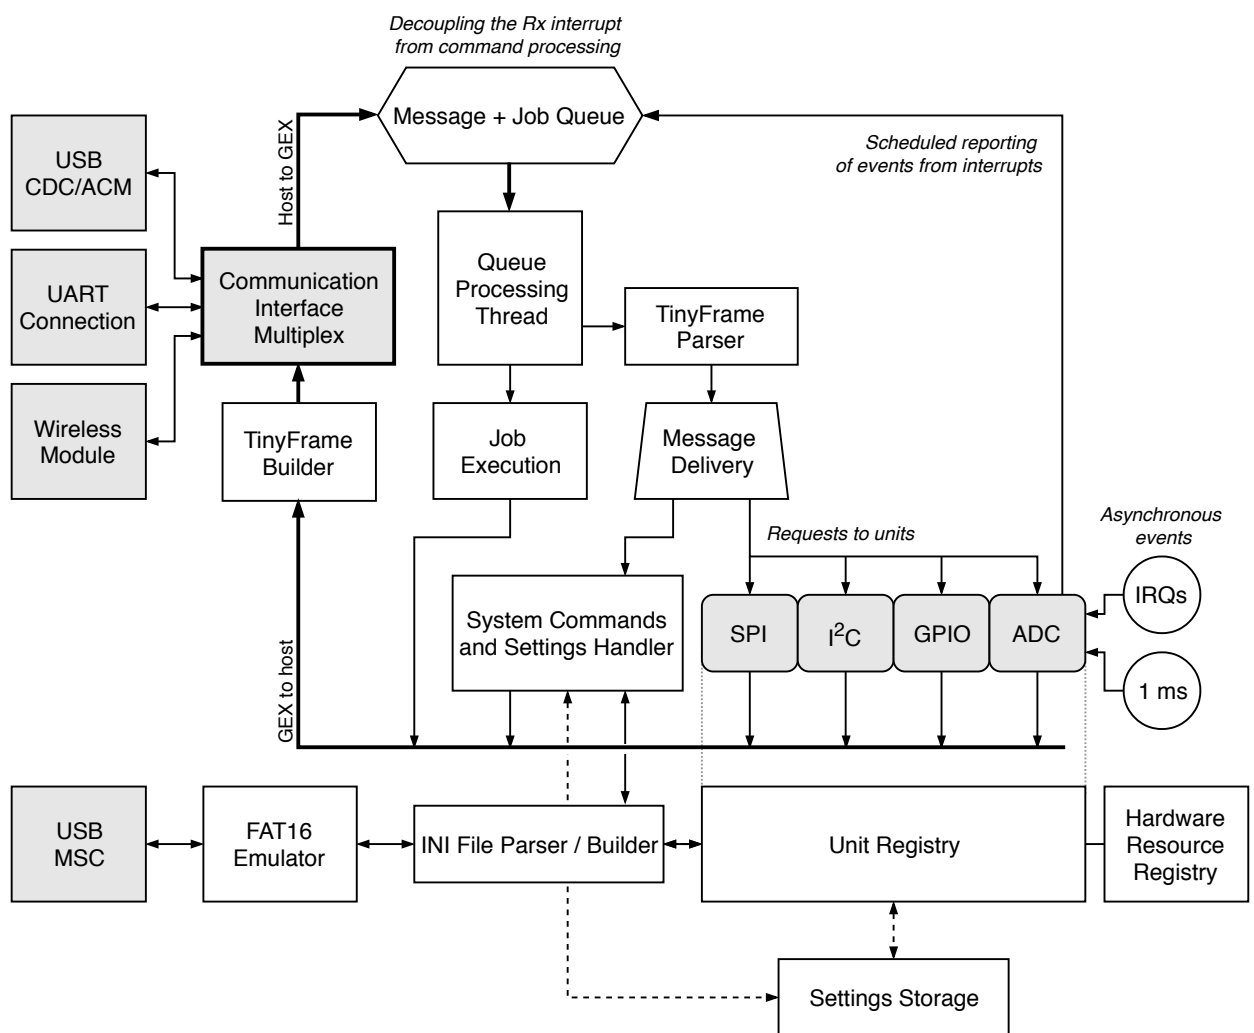 Decoupling the Rx interrupt
from command processing
Message + Job Queue
Scheduled reporting
of events from interrupts
Host to GEX
USB
CDC/ACM
UART
Connection
Wireless
Module
Communication
Interface
Multiplex
Queue
Processing
Thread
TinyFrame
Parser
TinyFrame
Builder
Job
Execution
Message
Delivery
Requests to units
Asynchronous
events
IRQs
1 ms
System Commands
and Settings Handler
SPI
I²C
GPIO
ADC
GEX to host
USB
MSC
FAT16
Emulator
INI File Parser / Builder
Unit Registry
Hardware
Resource
Registry
Settings Storage